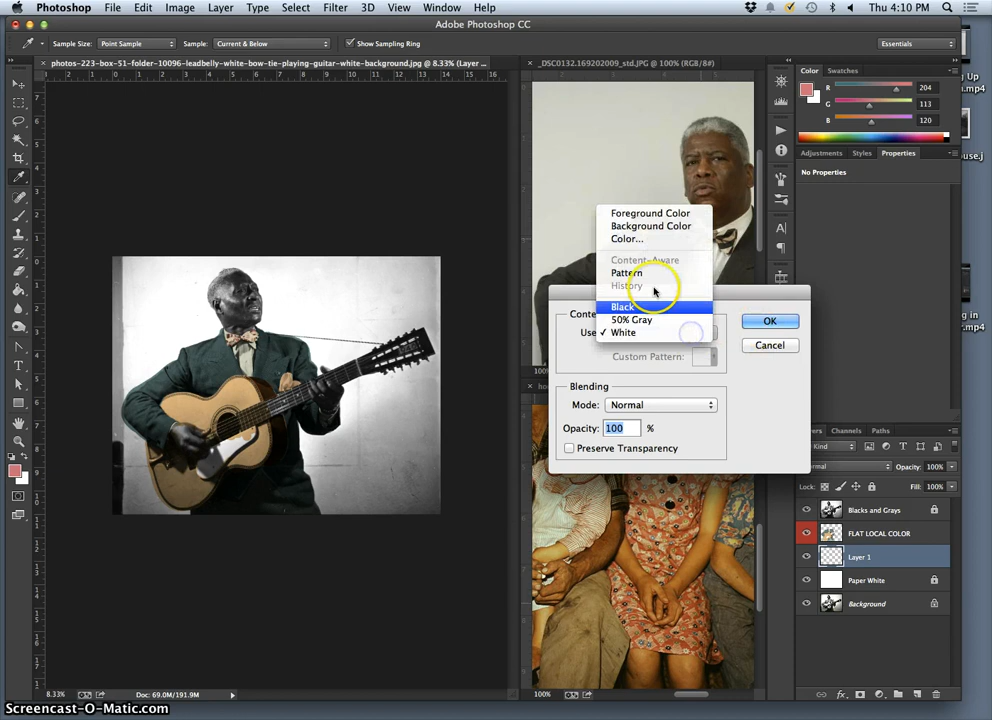 Photoshop File Edit Image Layer Type Select Filter 3D View Window Help Thu 4:10 PM
Adobe Photoshop CC
Sample Size: Point Sample Sample: Current & Below Show Sampling Ring Essentials
photos-223-box-51-folder-10096-leadbelly-white-bow-tie-playing-guitar-white-background.jpg @ 8.33% (Layer ...
_DSC0132.169202009_std.JPG @ 100% (RGB/8#)
Color Swatches
R 204
G 113
B 120
Adjustments Styles Properties
No Properties
Foreground Color
Background Color
Color...
Content-Aware
Pattern
History
Black
50% Gray
White
Conte
Use
Custom Pattern:
OK
Cancel
Blending
Mode: Normal
Opacity: 100 %
Preserve Transparency
100%
ho
Channels Paths
Kind
Opacity: 100%
Lock: Fill: 100%
Blacks and Grays
FLAT LOCAL COLOR
Layer 1
Paper White
Background
8.33% Doc: 69.0M/191.9M
100%
Screencast-O-Matic.com